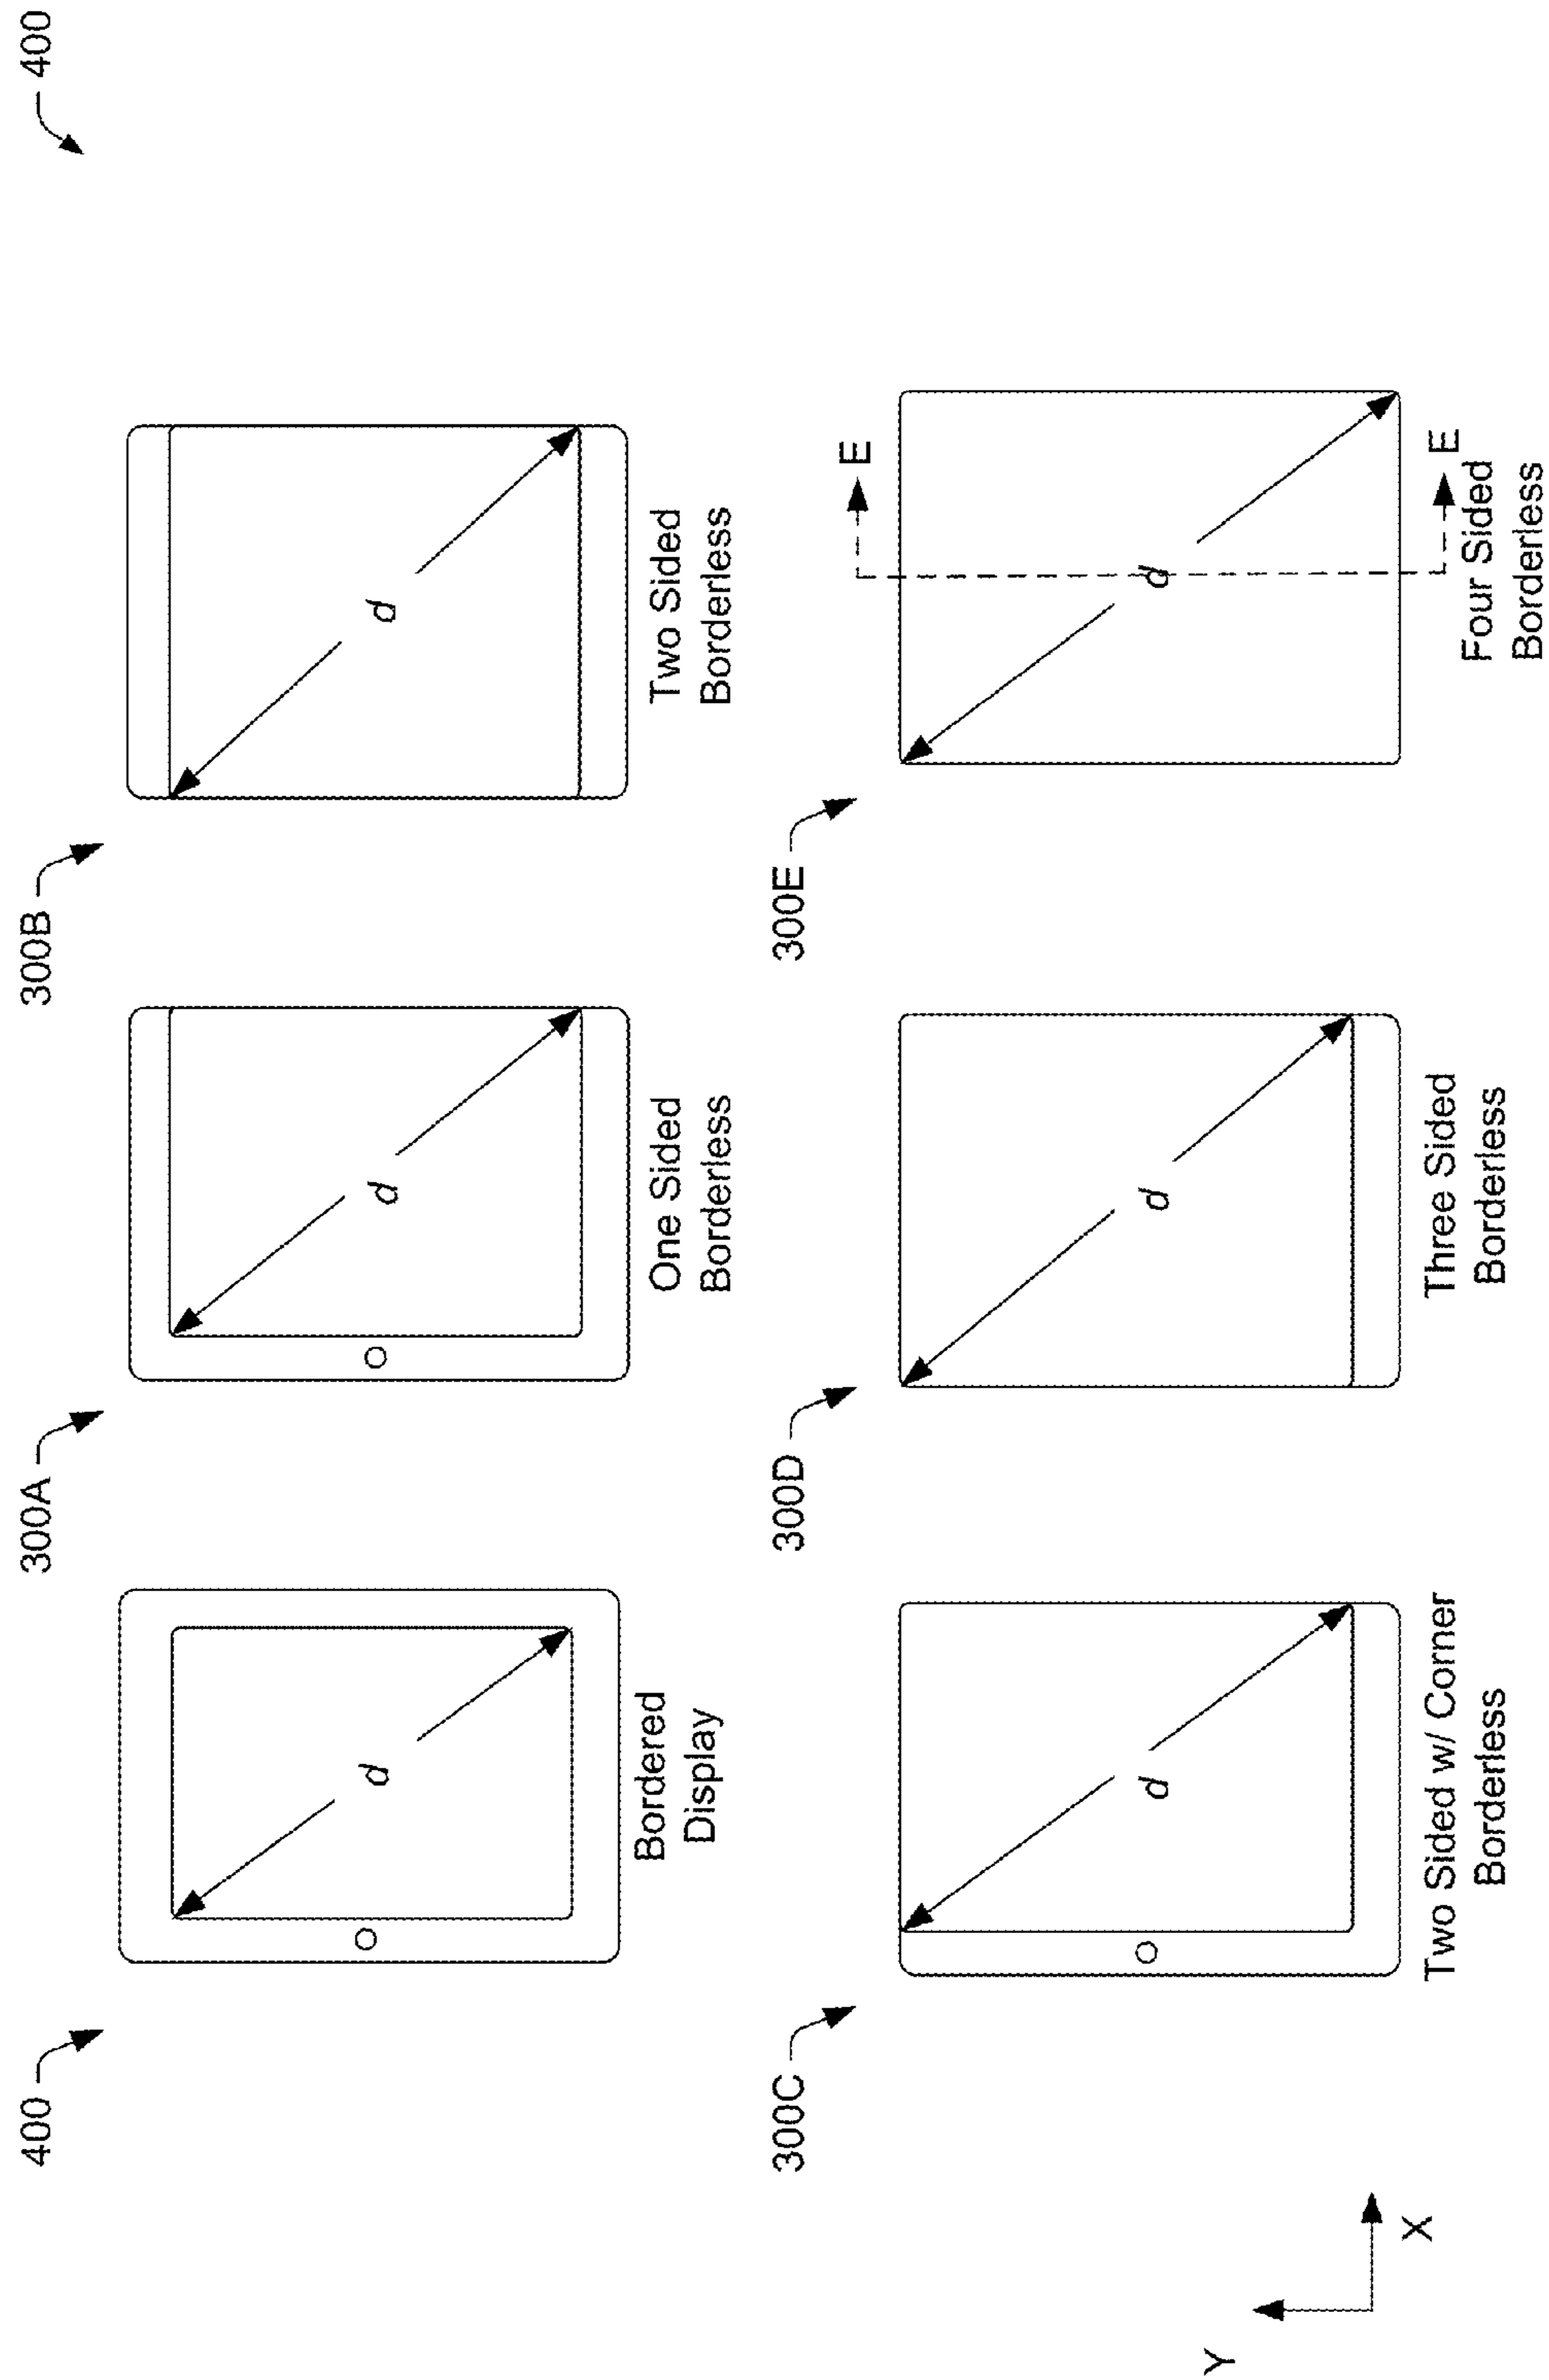 400
400
d
Bordered
Display
300A
d
One Sided
Borderless
300B
d
Two Sided
Borderless
300C
d
Two Sided w/ Corner
Borderless
300D
d
Three Sided
Borderless
300E
E
d
E
Four Sided
Borderless
Y
X